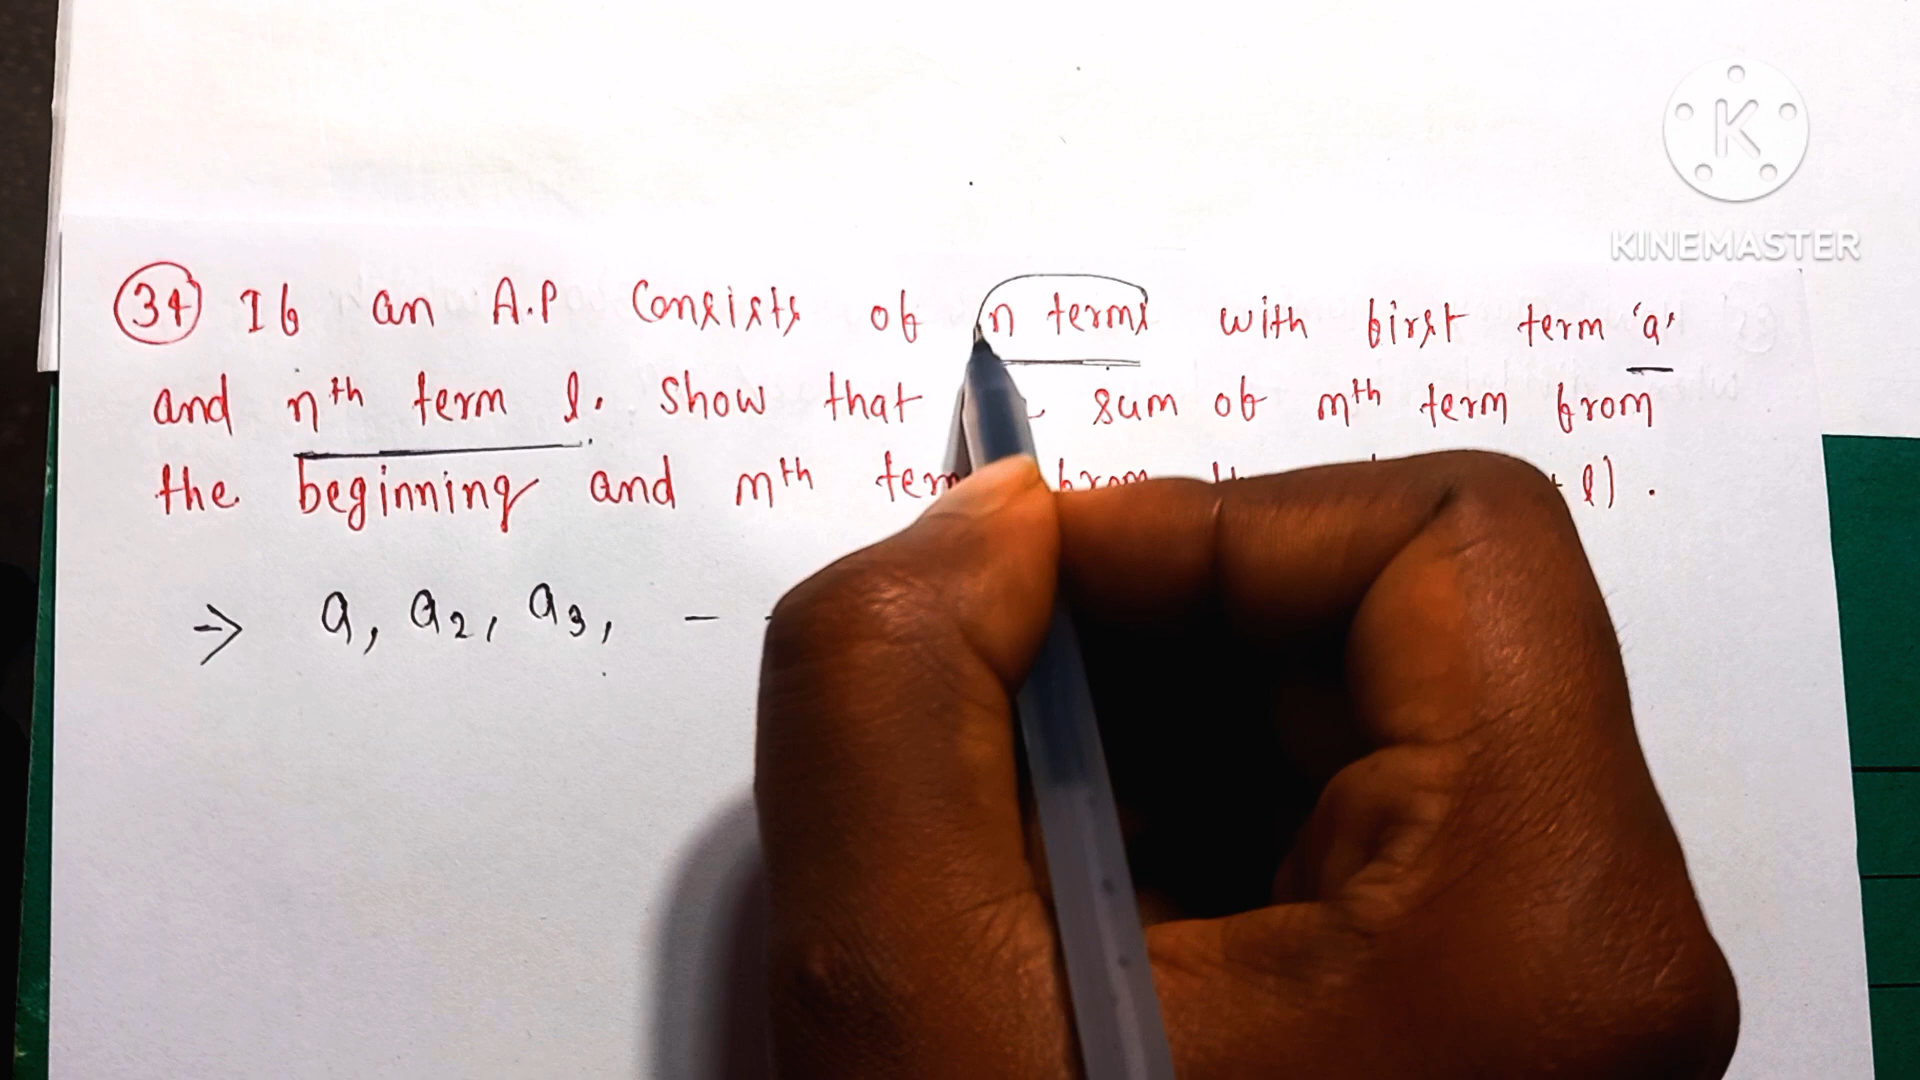 K
KINEMASTER
34 If an A.P Consists of n terms with first term 'a'
and nth term l. show that sum of mth term from
the beginning and mth term from l) .
→ a, a2, a3, –